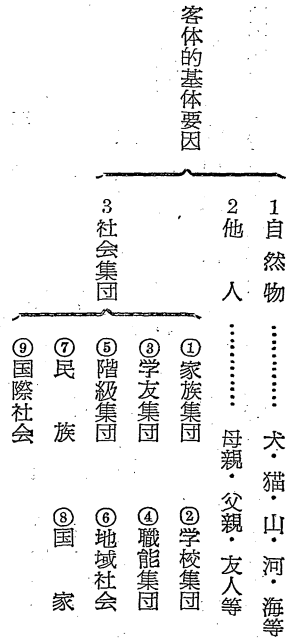 客体的基体要因
1自然物…………犬・猫・山・河・海等
2他人…………母親・父親・友人等
3社会集団
①家族集団 ②学校集団
③学友集団 ④職能集団
⑤階級集団 ⑥地域社会
⑦民族 ⑧国家
⑨国際社会